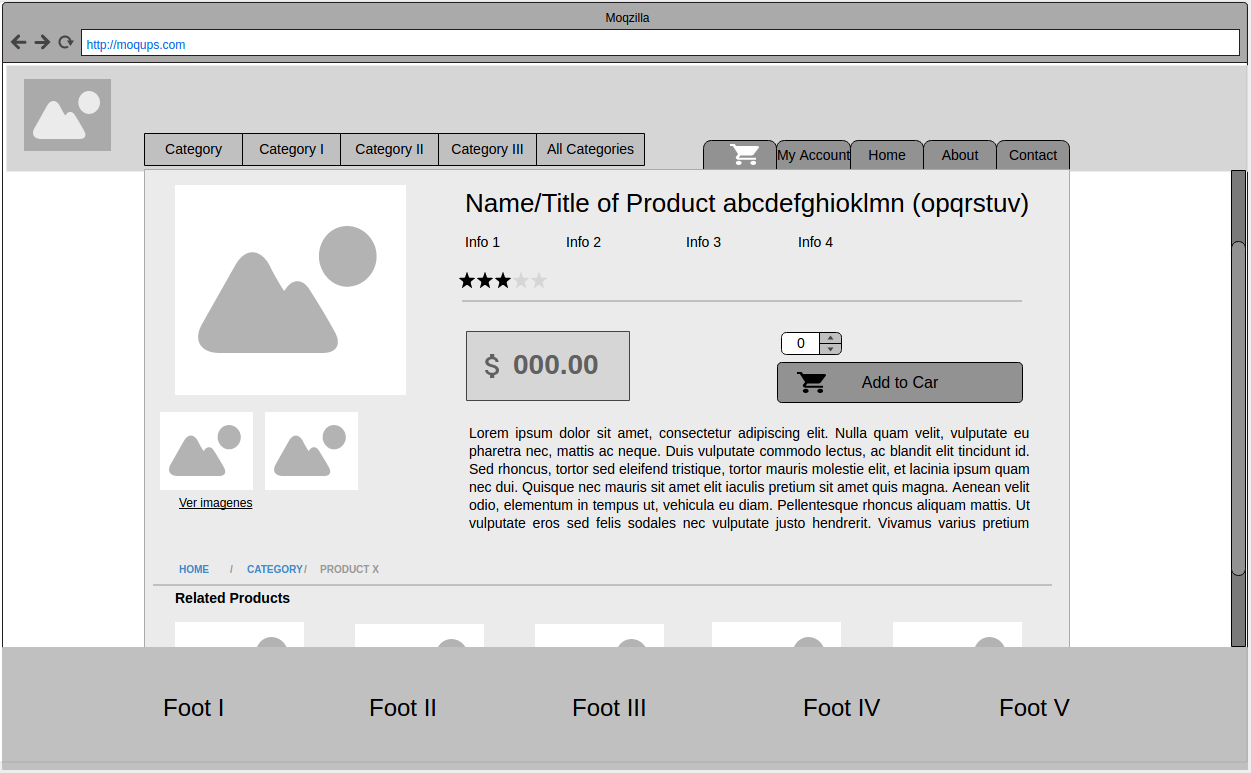 Moqzilla
http://moqups.com
Category Category I Category II Category III All Categories
My Account Home About Contact
Name/Title of Product abcdefghioklmn (opqrstuv)
Info 1 Info 2 Info 3 Info 4
$ 000.00
0
Add to Car
Lorem ipsum dolor sit amet, consectetur adipiscing elit. Nulla quam velit, vulputate eu
pharetra nec, mattis ac neque. Duis vulputate commodo lectus, ac blandit elit tincidunt id.
Sed rhoncus, tortor sed eleifend tristique, tortor mauris molestie elit, et lacinia ipsum quam
nec dui. Quisque nec mauris sit amet elit iaculis pretium sit amet quis magna. Aenean velit
odio, elementum in tempus ut, vehicula eu diam. Pellentesque rhoncus aliquam mattis. Ut
vulputate eros sed felis sodales nec vulputate justo hendrerit. Vivamus varius pretium
Ver imagenes
HOME / CATEGORY / PRODUCT X
Related Products
Foot I Foot II Foot III Foot IV Foot V